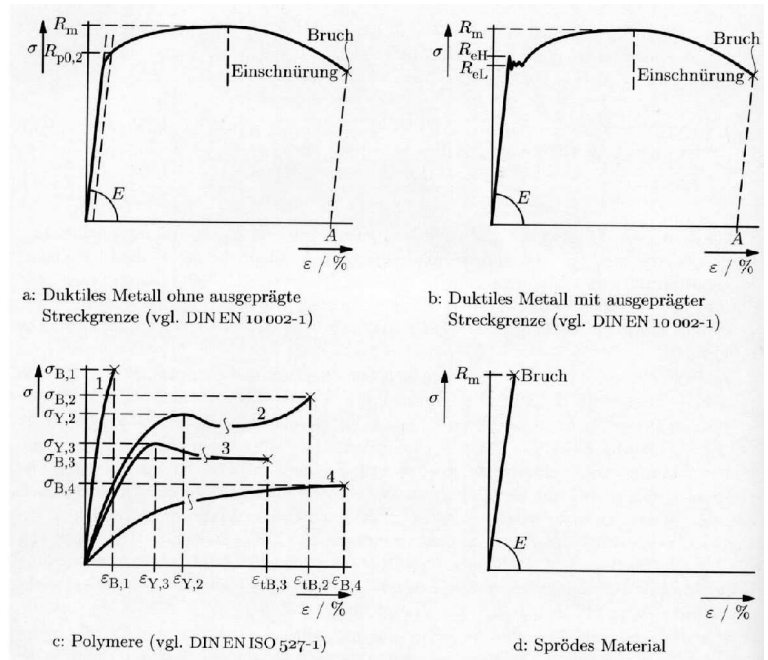 R_m
σ R_p0,2
Bruch
Einschnürung
E
A
ε / %
a: Duktiles Metall ohne ausgeprägte
Streckgrenze (vgl. DIN EN 10 002-1)
R_m
σ R_eH
R_eL
Bruch
Einschnürung
E
A
ε / %
b: Duktiles Metall mit ausgeprägter
Streckgrenze (vgl. DIN EN 10 002-1)
σ_B,1
σ
σ_B,2
σ_Y,2
σ_Y,3
σ_B,3
σ_B,4
1
2
3
4
ε_B,1 ε_Y,3 ε_Y,2 ε_tB,3 ε_tB,2 ε_B,4
ε / %
c: Polymere (vgl. DIN EN ISO 527-1)
R_m Bruch
σ
E
ε / %
d: Sprödes Material